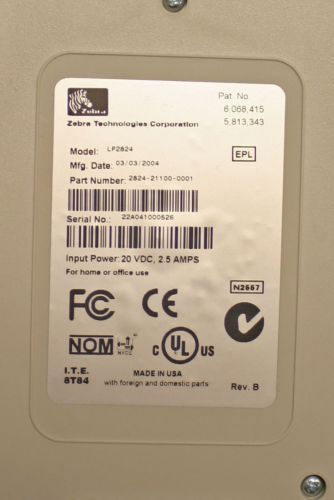 Zebra
Pat. No.
6,068,415
5,813,343
Zebra Technologies Corporation
Model: LP2824
Mfg. Date: 03/03/2004
EPL
Part Number: 2824-21100-0001
Serial No.: 22A041000526
Input Power: 20 VDC, 2.5 AMPS
For home or office use
N2557
FC CE
NOM NYCE
C UL US
I.T.E.
8T84
MADE IN USA
with foreign and domestic parts
Rev. B